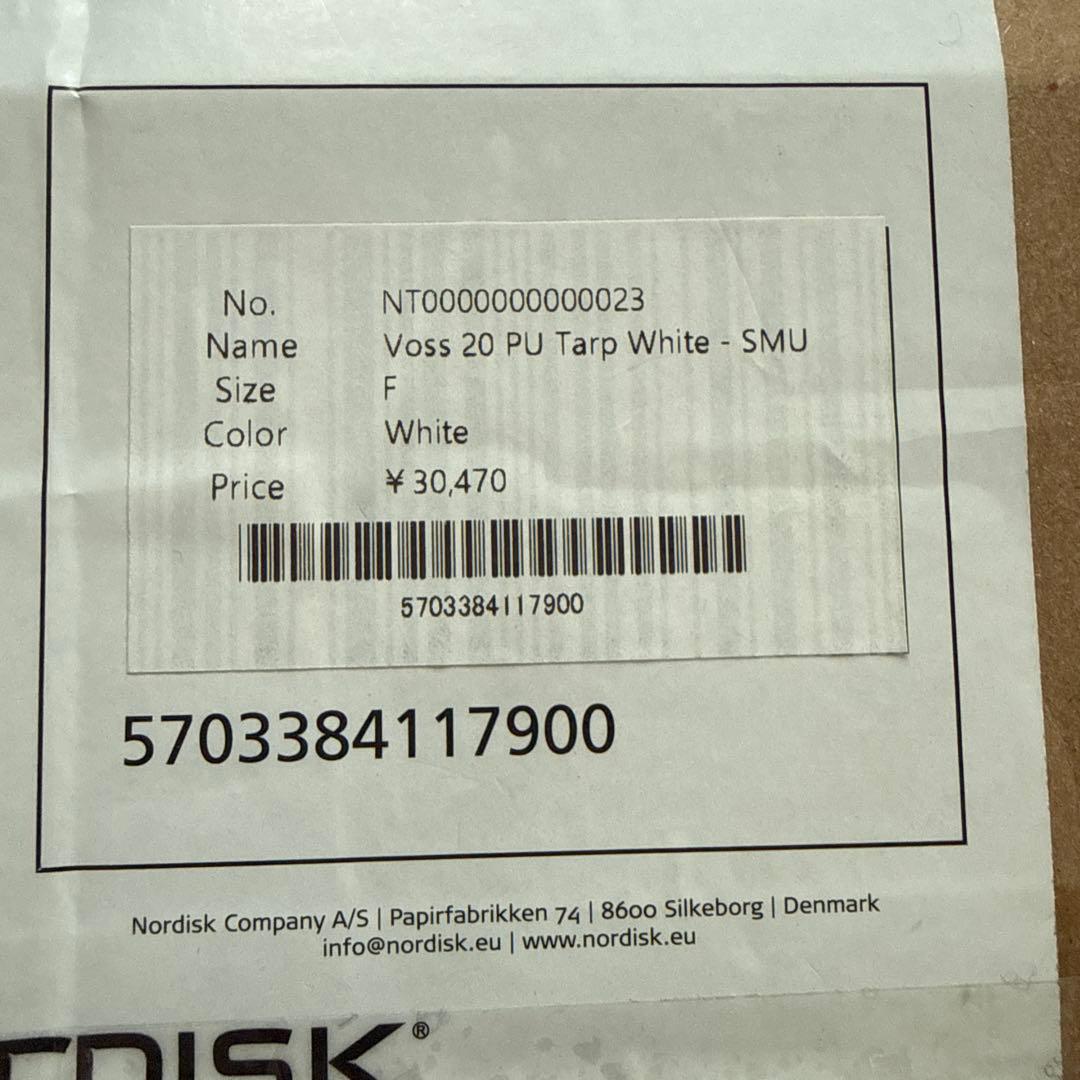 No. NT0000000000023
Name Voss 20 PU Tarp White - SMU
Size F
Color White
Price ¥30,470
5703384117900
5703384117900
Nordisk Company A/S | Papirfabrikken 74 | 8600 Silkeborg | Denmark
info@nordisk.eu | www.nordisk.eu
RDISK®